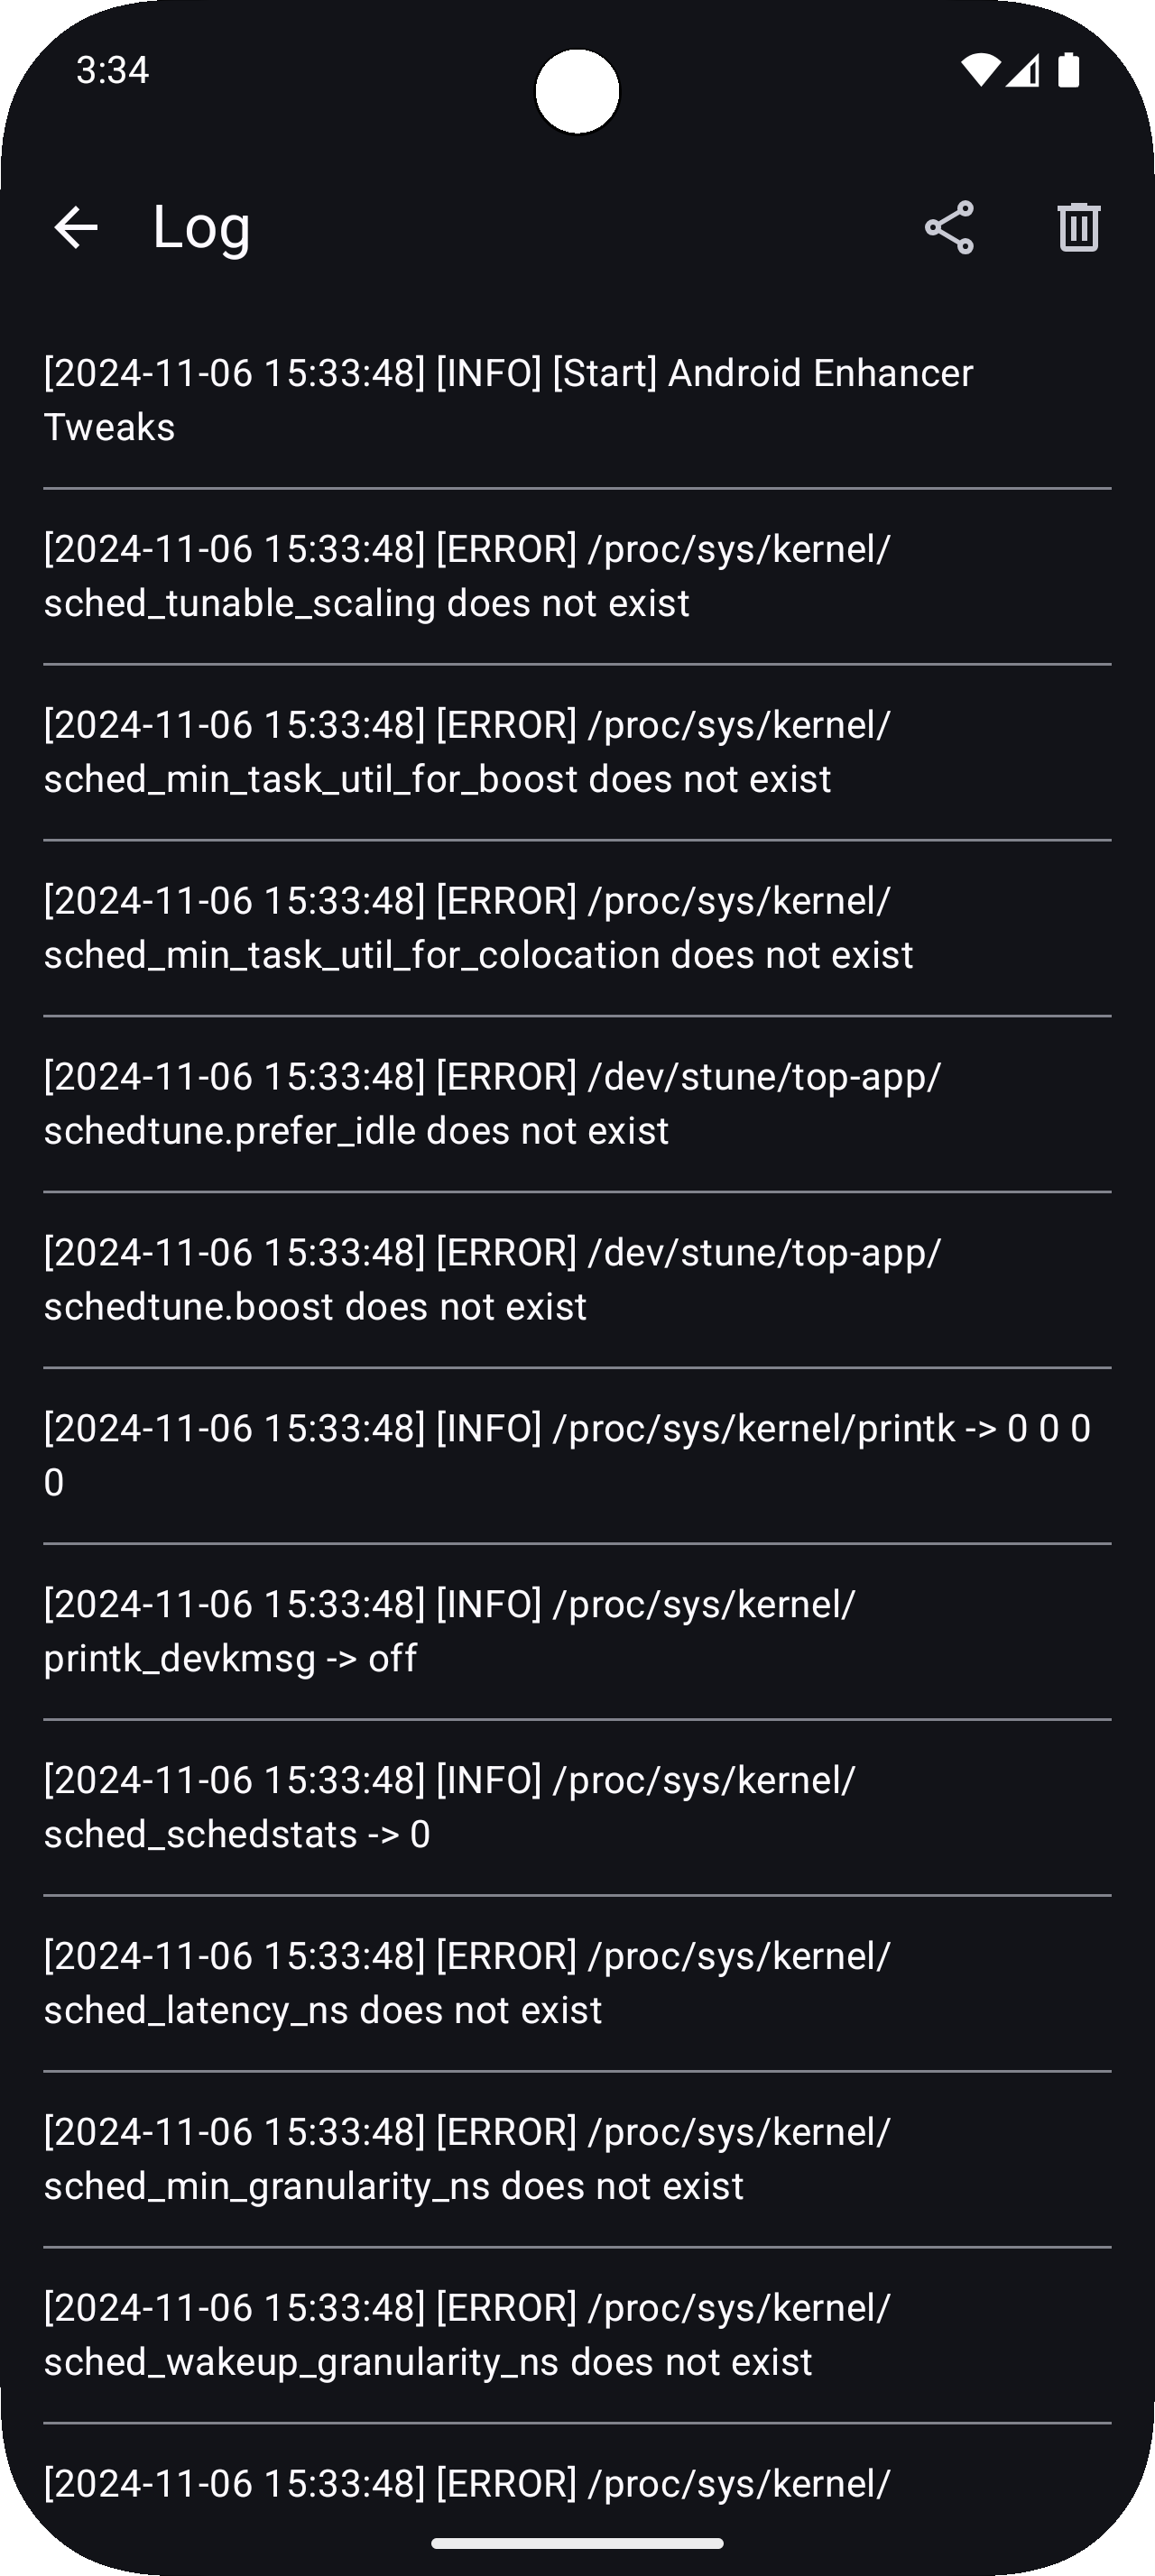 3:34
Log
[2024-11-06 15:33:48] [INFO] [Start] Android Enhancer
Tweaks
[2024-11-06 15:33:48] [ERROR] /proc/sys/kernel/
sched_tunable_scaling does not exist
[2024-11-06 15:33:48] [ERROR] /proc/sys/kernel/
sched_min_task_util_for_boost does not exist
[2024-11-06 15:33:48] [ERROR] /proc/sys/kernel/
sched_min_task_util_for_colocation does not exist
[2024-11-06 15:33:48] [ERROR] /dev/stune/top-app/
schedtune.prefer_idle does not exist
[2024-11-06 15:33:48] [ERROR] /dev/stune/top-app/
schedtune.boost does not exist
[2024-11-06 15:33:48] [INFO] /proc/sys/kernel/printk -> 0 0 0
0
[2024-11-06 15:33:48] [INFO] /proc/sys/kernel/
printk_devkmsg -> off
[2024-11-06 15:33:48] [INFO] /proc/sys/kernel/
sched_schedstats -> 0
[2024-11-06 15:33:48] [ERROR] /proc/sys/kernel/
sched_latency_ns does not exist
[2024-11-06 15:33:48] [ERROR] /proc/sys/kernel/
sched_min_granularity_ns does not exist
[2024-11-06 15:33:48] [ERROR] /proc/sys/kernel/
sched_wakeup_granularity_ns does not exist
[2024-11-06 15:33:48] [ERROR] /proc/sys/kernel/